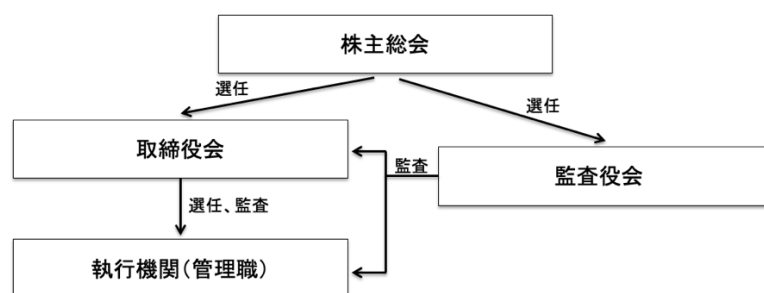 株主総会
選任
選任
取締役会
監査
監査役会
選任、監査
執行機関(管理職)